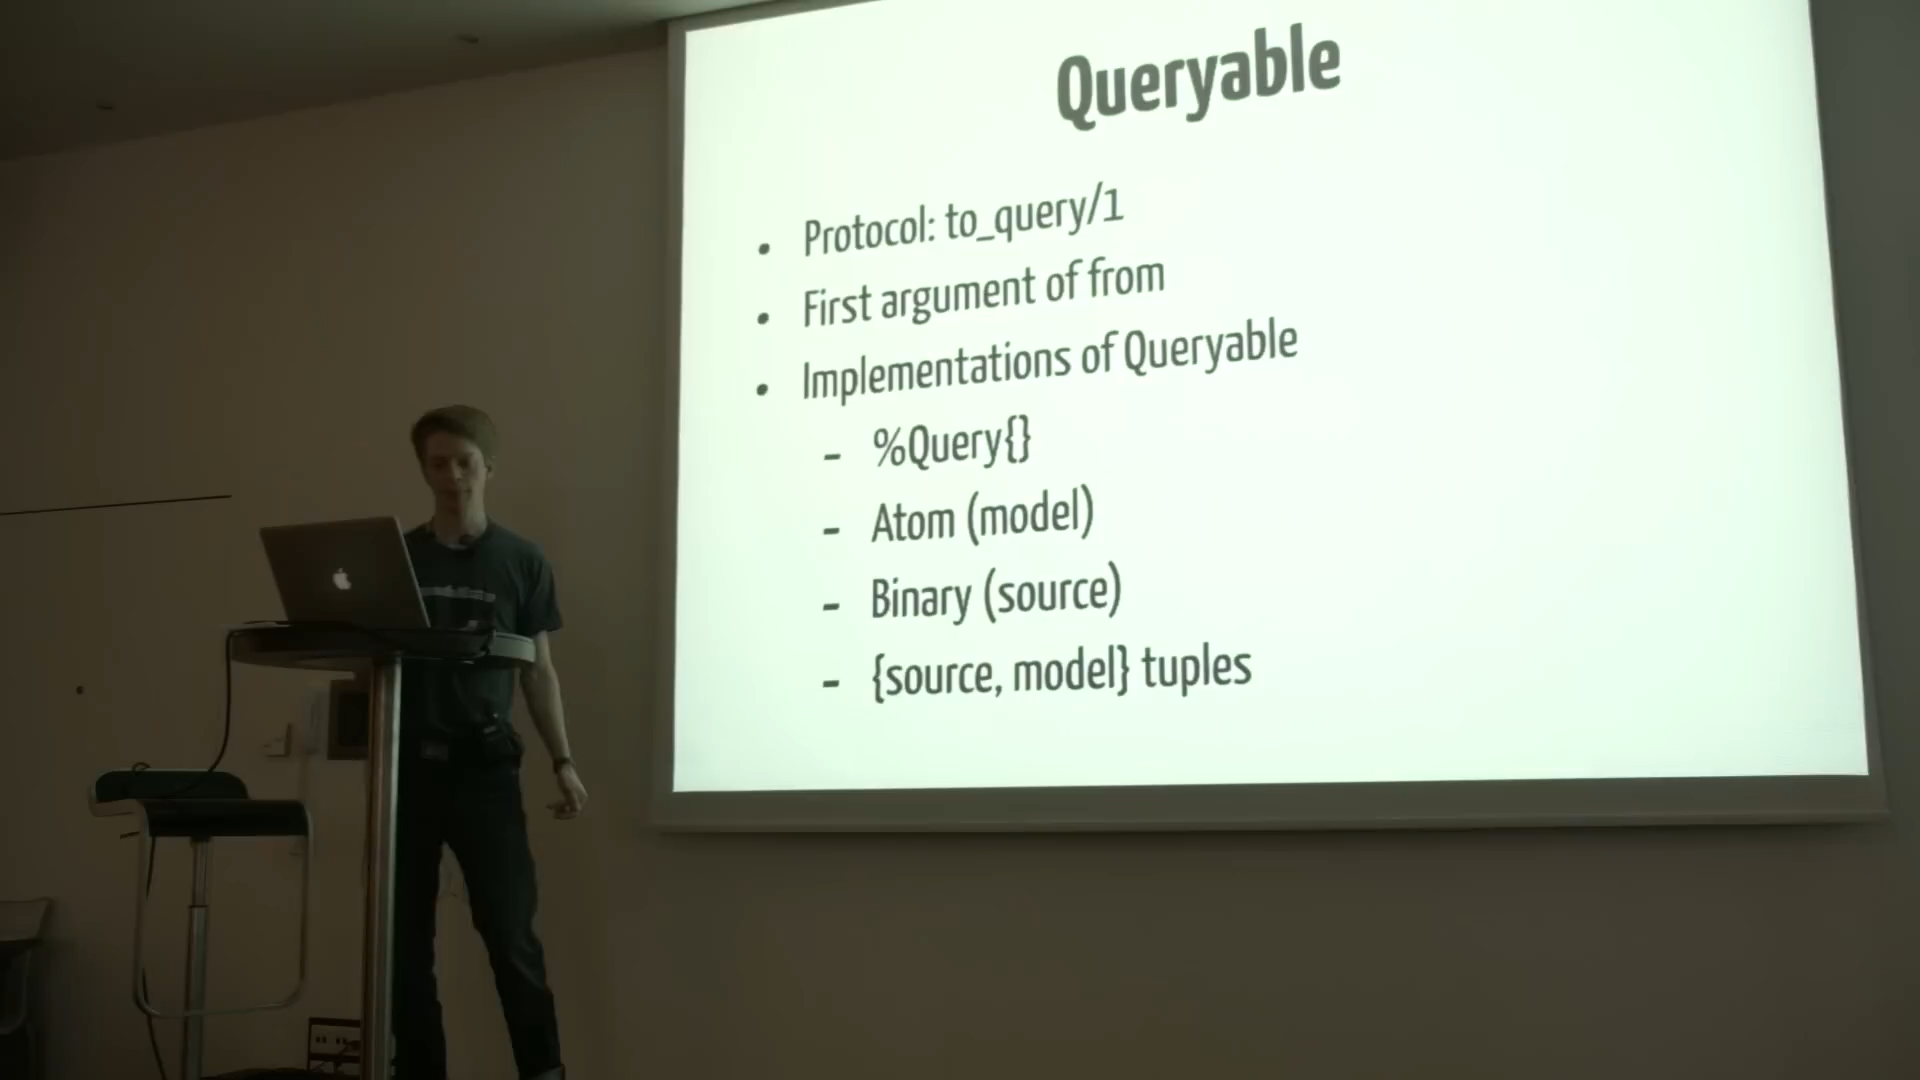 Queryable
• Protocol: to_query/1
• First argument of from
• Implementations of Queryable
- %Query{}
- Atom (model)
- Binary (source)
- {source, model} tuples